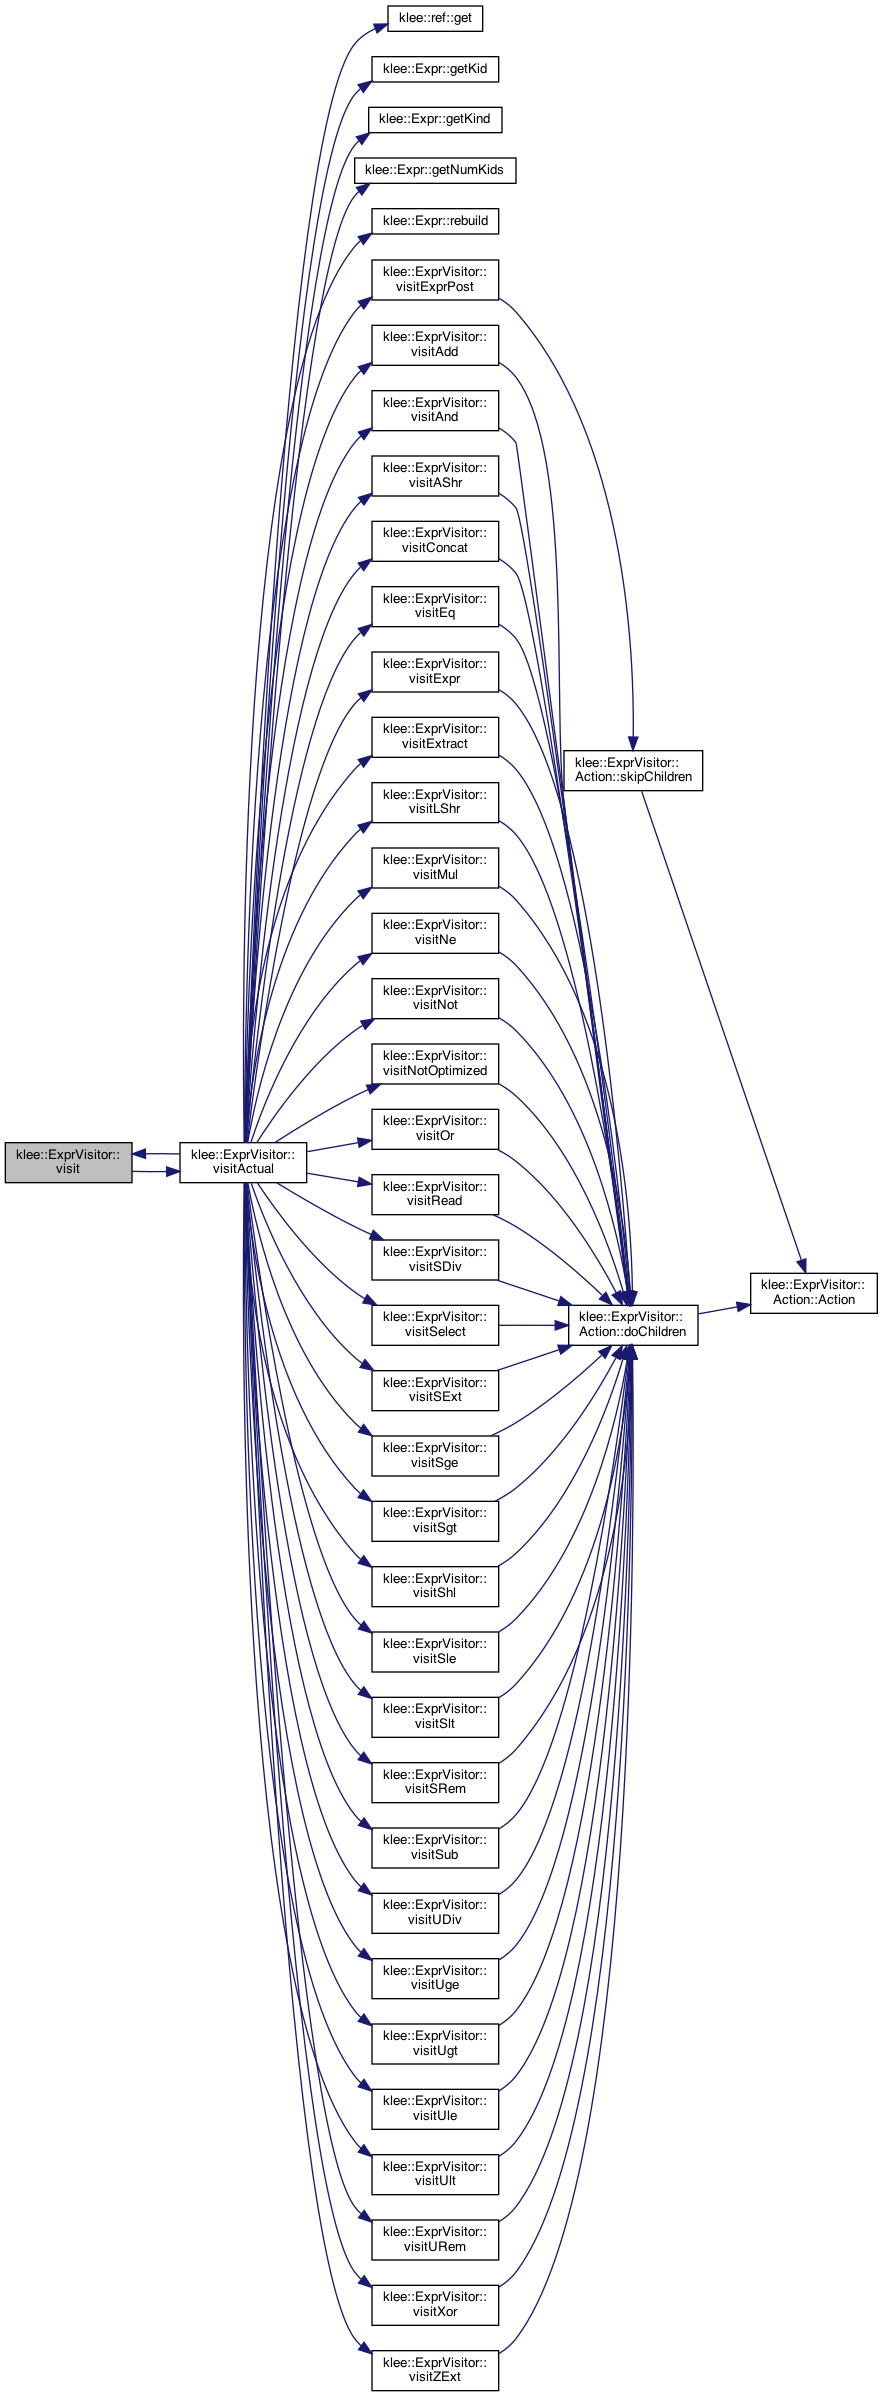 klee::ref::get
klee::Expr::getKid
klee::Expr::getKind
klee::Expr::getNumKids
klee::Expr::rebuild
klee::ExprVisitor::
visitExprPost
klee::ExprVisitor::
visitAdd
klee::ExprVisitor::
visitAnd
klee::ExprVisitor::
visitAShr
klee::ExprVisitor::
visitConcat
klee::ExprVisitor::
visitEq
klee::ExprVisitor::
visitExpr
klee::ExprVisitor::
visitExtract
klee::ExprVisitor::
Action::skipChildren
klee::ExprVisitor::
visitLShr
klee::ExprVisitor::
visitMul
klee::ExprVisitor::
visitNe
klee::ExprVisitor::
visitNot
klee::ExprVisitor::
visitNotOptimized
klee::ExprVisitor::
visitOr
klee::ExprVisitor::
visit
klee::ExprVisitor::
visitActual
klee::ExprVisitor::
visitRead
klee::ExprVisitor::
visitSDiv
klee::ExprVisitor::
Action::Action
klee::ExprVisitor::
visitSelect
klee::ExprVisitor::
Action::doChildren
klee::ExprVisitor::
visitSExt
klee::ExprVisitor::
visitSge
klee::ExprVisitor::
visitSgt
klee::ExprVisitor::
visitShl
klee::ExprVisitor::
visitSle
klee::ExprVisitor::
visitSlt
klee::ExprVisitor::
visitSRem
klee::ExprVisitor::
visitSub
klee::ExprVisitor::
visitUDiv
klee::ExprVisitor::
visitUge
klee::ExprVisitor::
visitUgt
klee::ExprVisitor::
visitUle
klee::ExprVisitor::
visitUlt
klee::ExprVisitor::
visitURem
klee::ExprVisitor::
visitXor
klee::ExprVisitor::
visitZExt